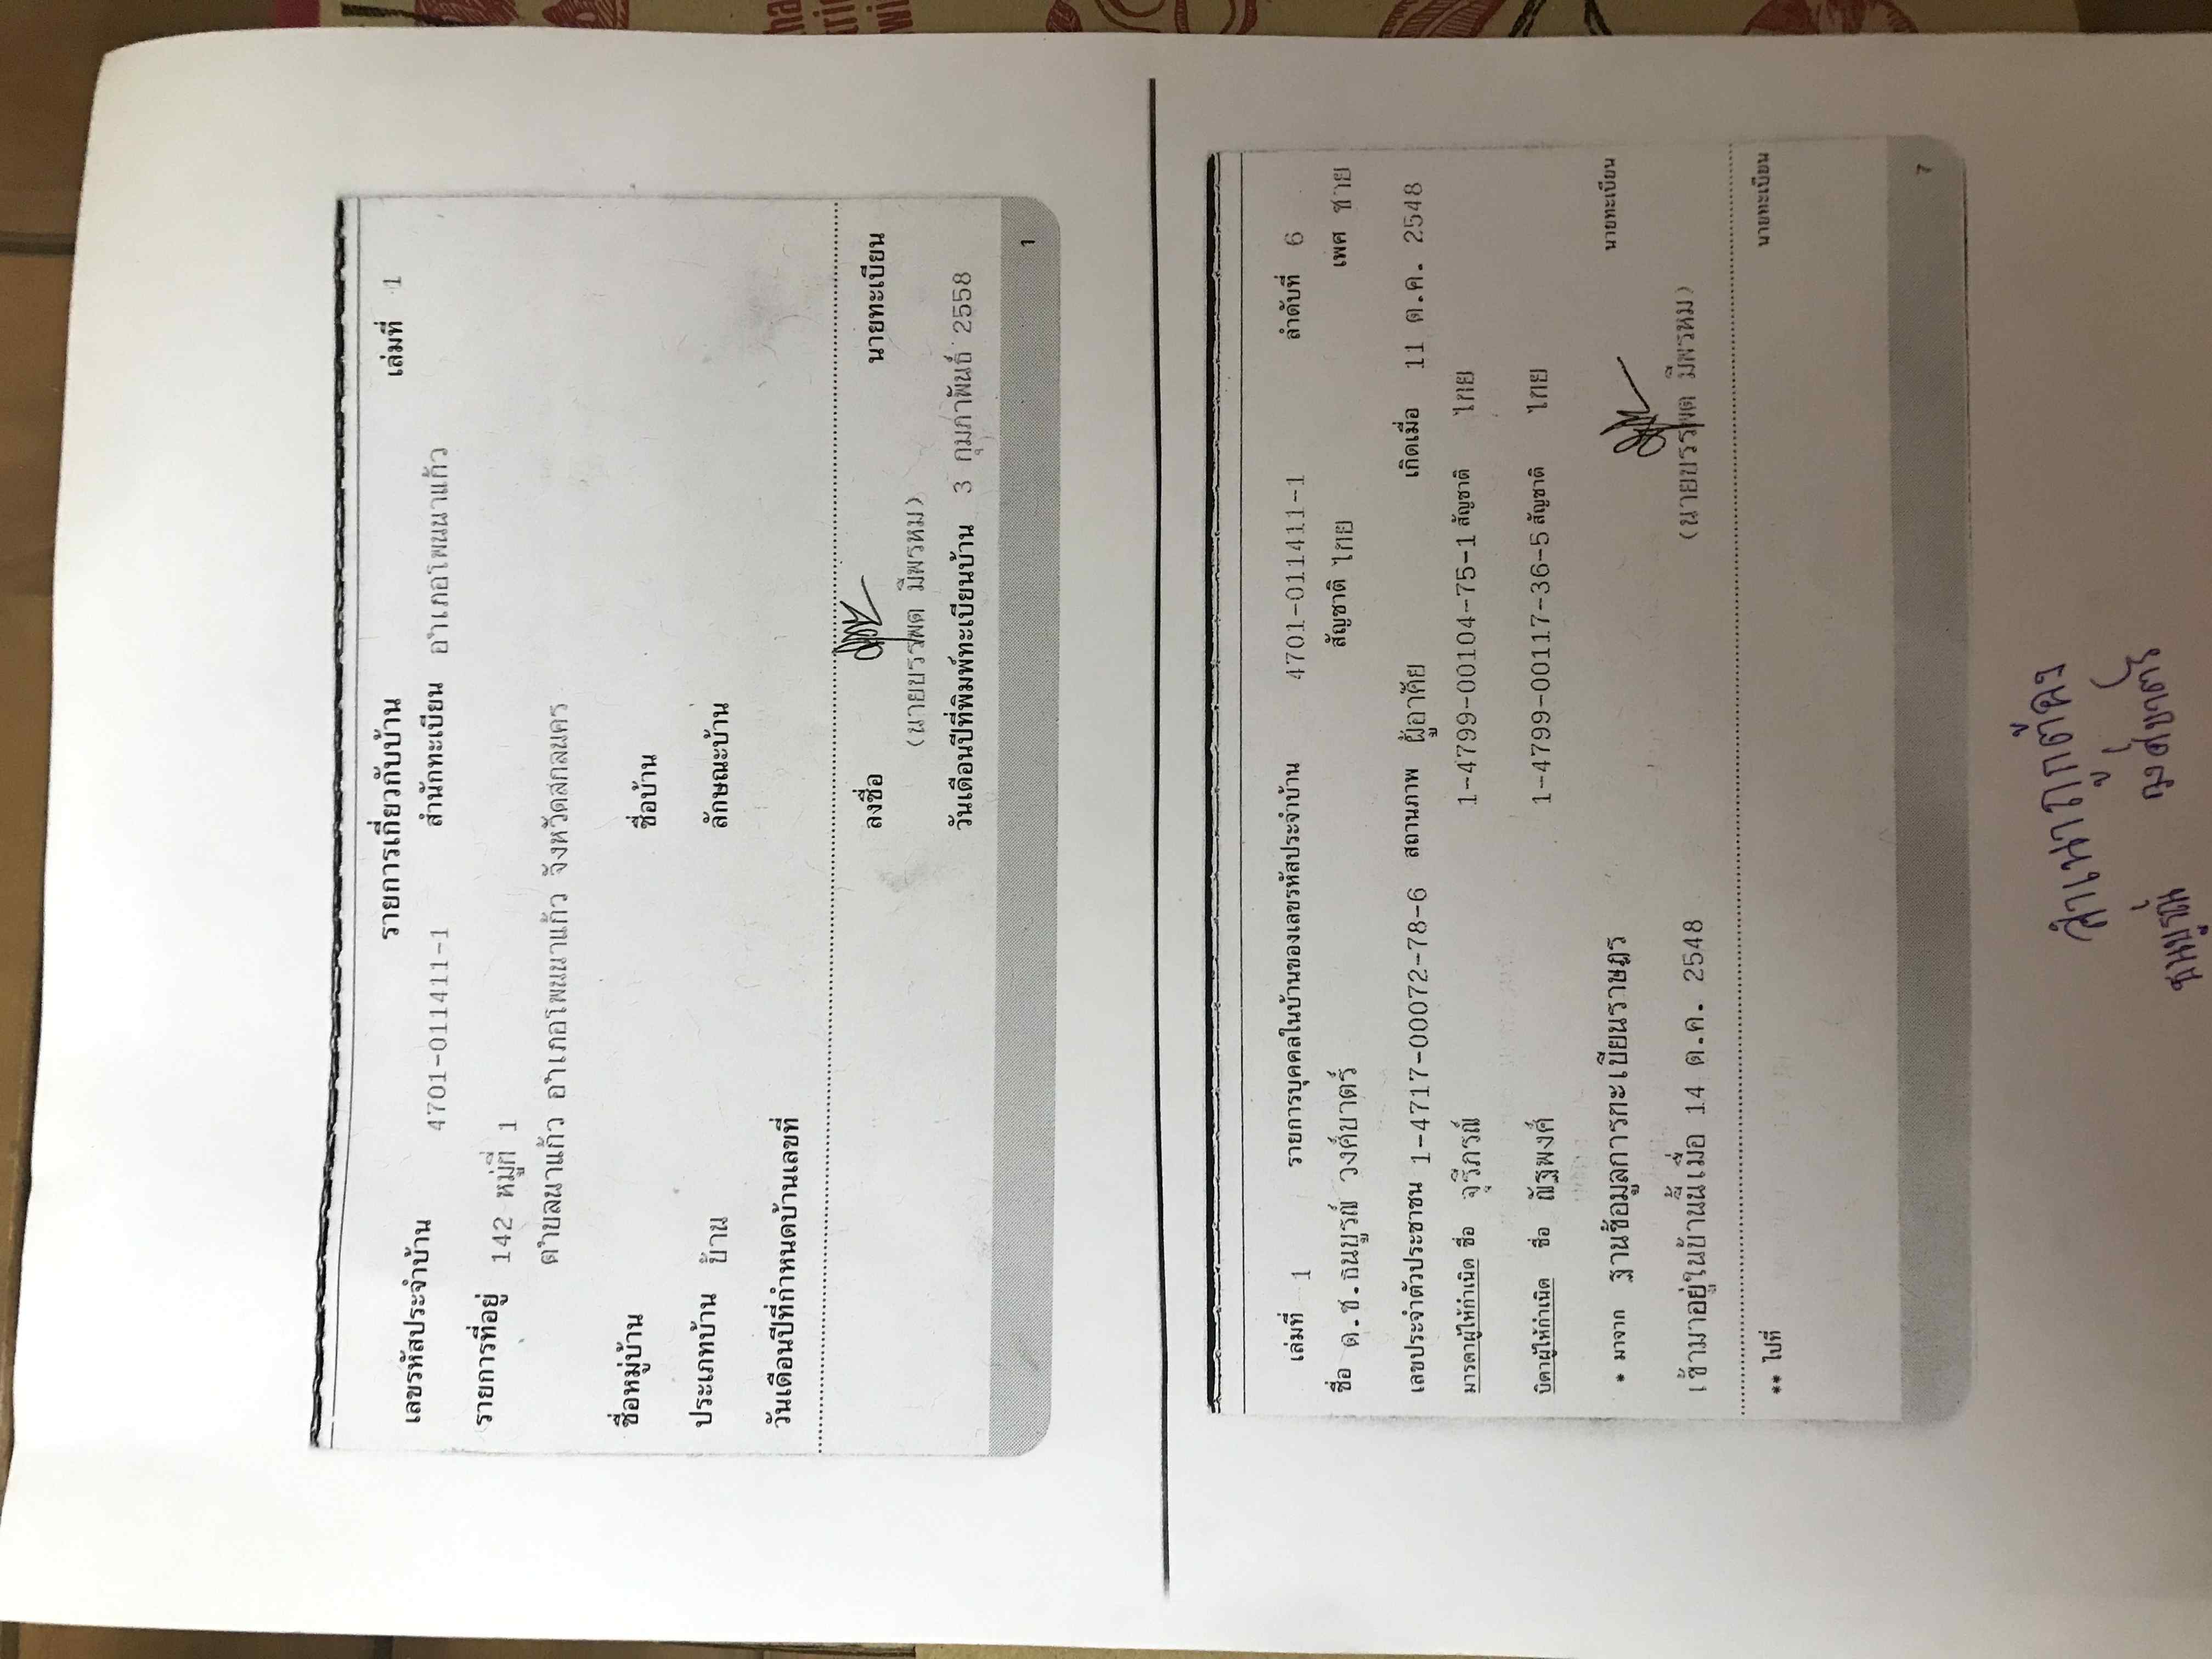 รายการเกี่ยวกับบ้าน เล่มที่ 1
เลขรหัสประจำบ้าน 4701-011411-1 สำนักทะเบียน อำเภอโพนนาแก้ว
รายการที่อยู่ 142 หมู่ที่ 1
ตำบลนาแก้ว อำเภอโพนนาแก้ว จังหวัดสกลนคร
ชื่อหมู่บ้าน ชื่อบ้าน
ประเภทบ้าน บ้าน ลักษณะบ้าน
วันเดือนปีที่กำหนดบ้านเลขที่
ลงชื่อ นายทะเบียน
(นายบรรพต มีพรหม)
วันเดือนปีที่พิมพ์ทะเบียนบ้าน 3 กุมภาพันธ์ 2558
1
เล่มที่ 1 รายการบุคคลในบ้านของเลขรหัสประจำบ้าน 4701-011411-1 ลำดับที่ 6
ชื่อ ด.ช.ธนบูรณ์ วงศ์บาตร์ สัญชาติ ไทย เพศ ชาย
เลขประจำตัวประชาชน 1-4717-00072-78-6 สถานภาพ ผู้อาศัย เกิดเมื่อ 11 ต.ค. 2548
มารดาผู้ให้กำเนิด ชื่อ จุรีภรณ์ 1-4799-00104-75-1 สัญชาติ ไทย
บิดาผู้ให้กำเนิด ชื่อ ณัฐพงศ์ 1-4799-00117-36-5 สัญชาติ ไทย
* มาจาก ฐานข้อมูลการทะเบียนราษฎร นายทะเบียน
เข้ามาอยู่ในบ้านนี้เมื่อ 14 ต.ค. 2548 (นายบรรพต มีพรหม)
** ไปที่ นายทะเบียน
7
สำเนาถูกต้อง
ธนบูรณ์ วงศ์บาตร์